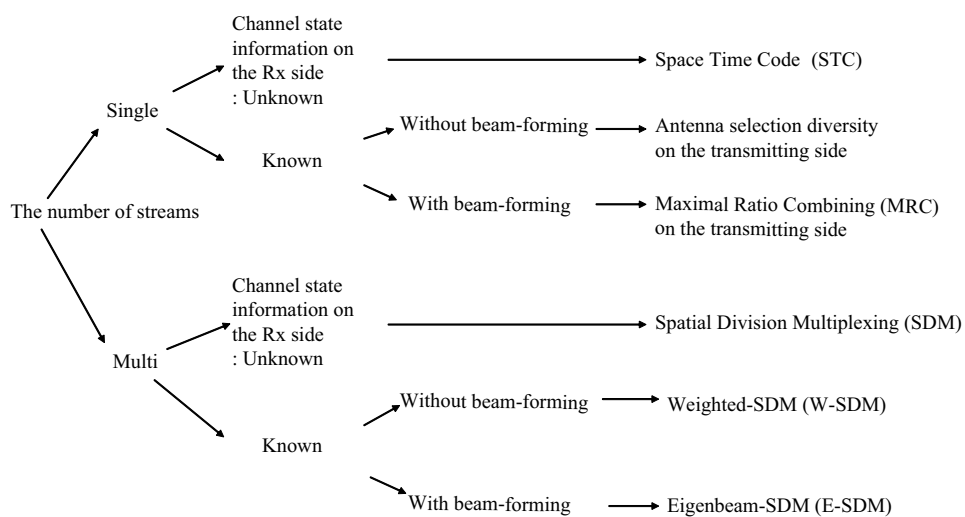 Channel state
information on
the Rx side
: Unknown
Space Time Code (STC)
Single
Without beam-forming
Antenna selection diversity
on the transmitting side
Known
With beam-forming
Maximal Ratio Combining (MRC)
on the transmitting side
The number of streams
Channel state
information on
the Rx side
: Unknown
Spatial Division Multiplexing (SDM)
Multi
Without beam-forming
Weighted-SDM (W-SDM)
Known
With beam-forming
Eigenbeam-SDM (E-SDM)